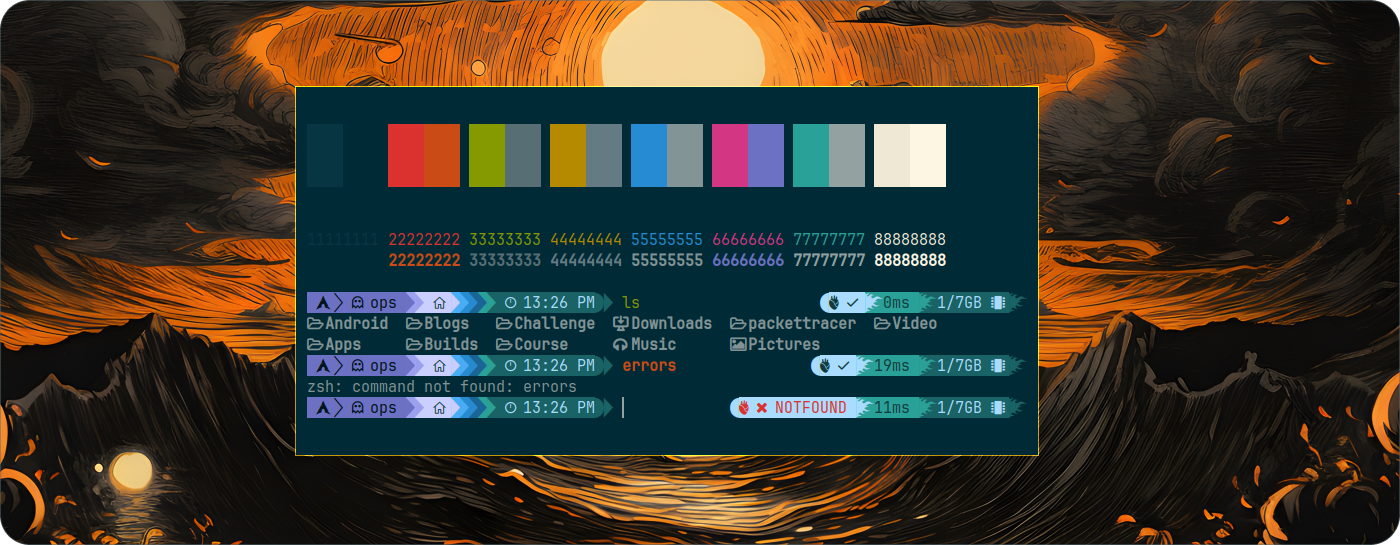 11111111 22222222 33333333 44444444 55555555 66666666 77777777 88888888
22222222 33333333 44444444 55555555 66666666 77777777 88888888
ops 13:26 PM ls 0ms 1/7GB
Android Blogs Challenge Downloads packettracer Video
Apps Builds Course Music Pictures
ops 13:26 PM errors 19ms 1/7GB
zsh: command not found: errors
ops 13:26 PM NOTFOUND 11ms 1/7GB